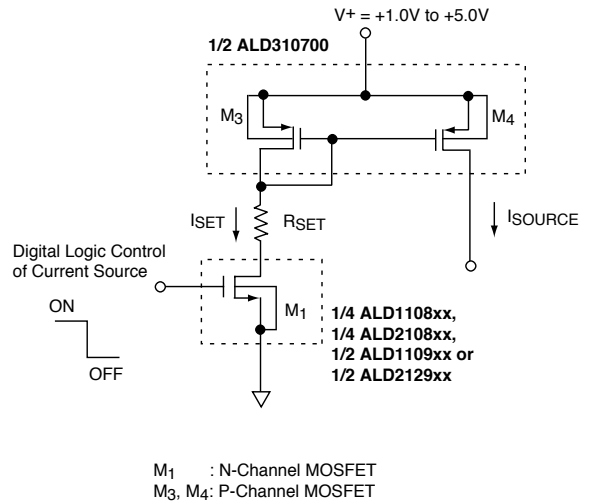 V+ = +1.0V to +5.0V
1/2 ALD310700
M3
M4
ISET
RSET
ISOURCE
Digital Logic Control
of Current Source
ON
OFF
M1
1/4 ALD1108xx,
1/4 ALD2108xx,
1/2 ALD1109xx or
1/2 ALD2129xx
M1 : N-Channel MOSFET
M3, M4: P-Channel MOSFET